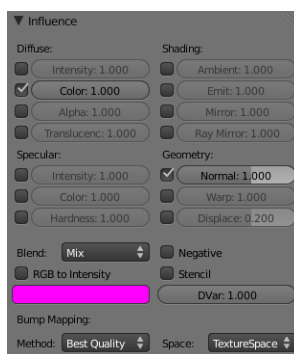 Influence
Diffuse: Shading:
Intensity: 1.000 Ambient: 1.000
Color: 1.000 Emit: 1.000
Alpha: 1.000 Mirror: 1.000
Translucenc: 1.000 Ray Mirror: 1.000
Specular: Geometry:
Intensity: 1.000 Normal: 1.000
Color: 1.000 Warp: 1.000
Hardness: 1.000 Displace: 0.200
Blend: Mix Negative
RGB to Intensity Stencil
DVar: 1.000
Bump Mapping:
Method: Best Quality Space: TextureSpace